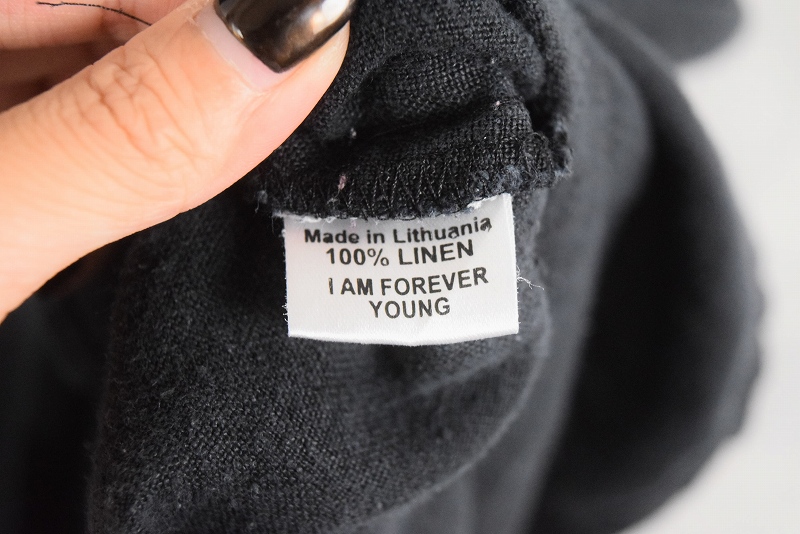 Made in Lithuania
100% LINEN
I AM FOREVER
YOUNG